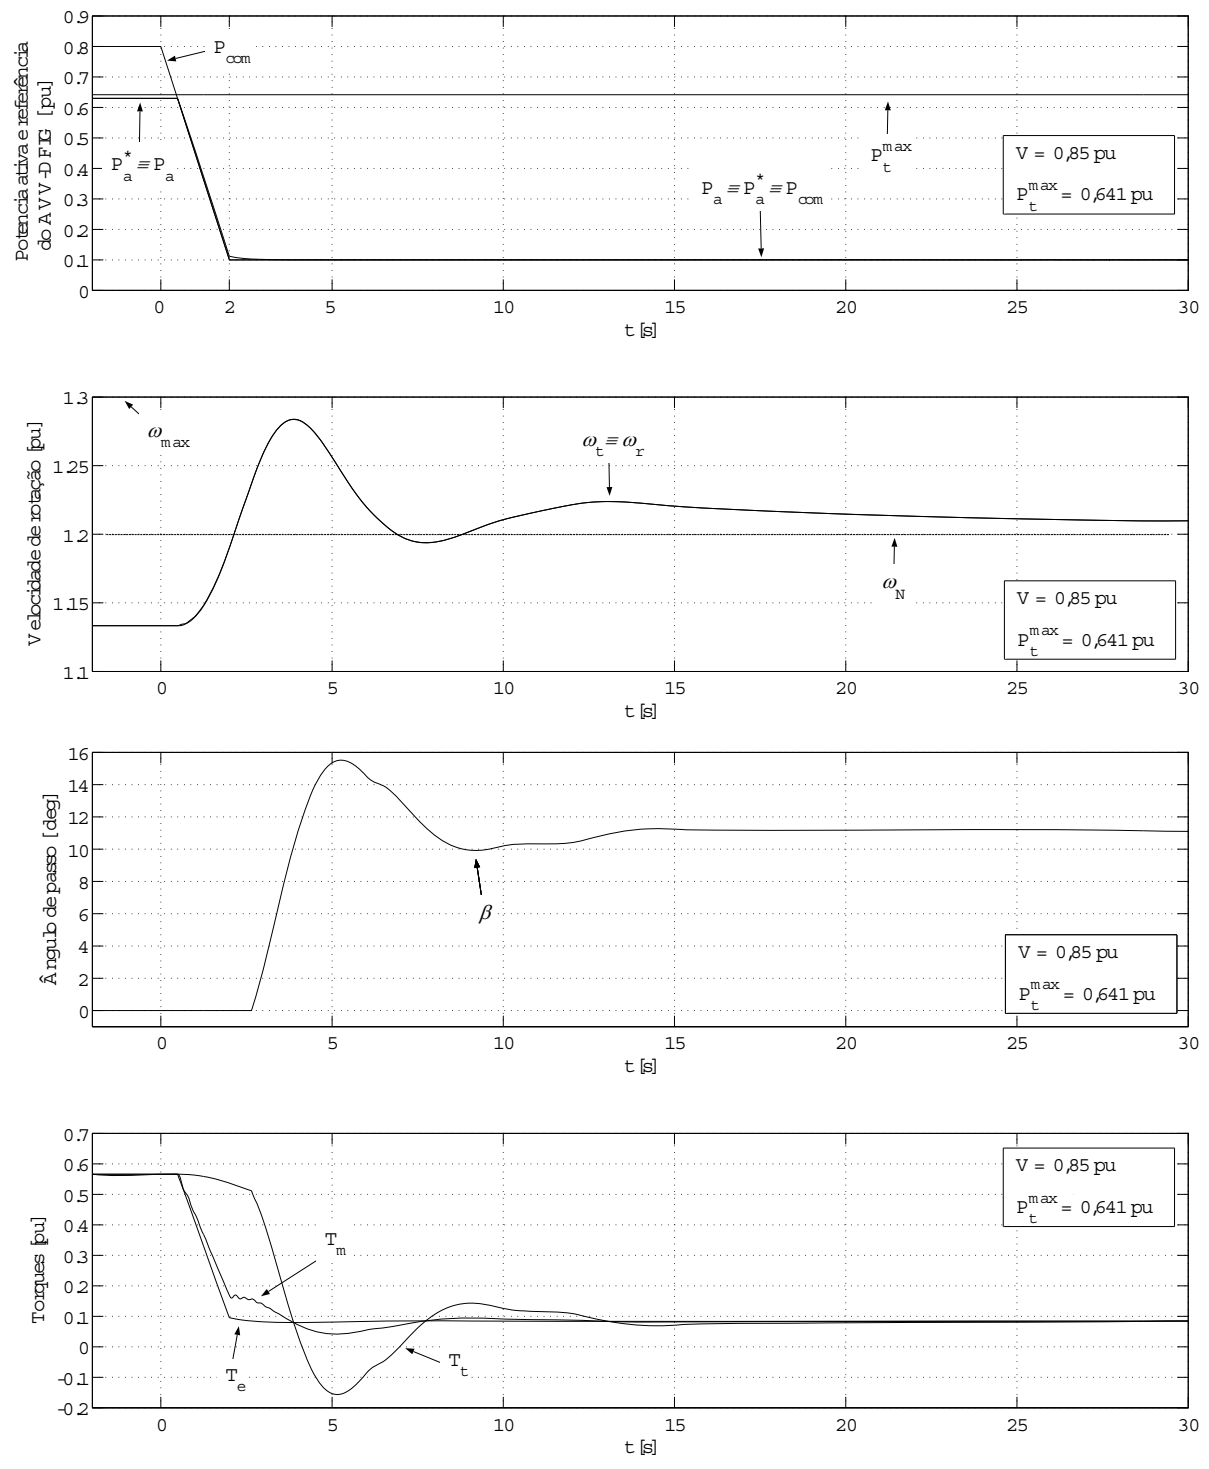 Potencia ativa e referência
do AVV-DFIG [pu]
0.9
0.8
0.7
0.6
0.5
0.4
0.3
0.2
0.1
0
P_com
P_a^* ≡ P_a
P_t^max
P_a ≡ P_a^* ≡ P_com
V = 0,85 pu
P_t^max = 0,641 pu
0 2 5 10 15 20 25 30
t [s]
Velocidade de rotação [pu]
1.3
1.25
1.2
1.15
1.1
ω_max
ω_t ≡ ω_r
ω_N
V = 0,85 pu
P_t^max = 0,641 pu
0 5 10 15 20 25 30
t [s]
Ângulo de passo [deg]
16
14
12
10
8
6
4
2
0
β
V = 0,85 pu
P_t^max = 0,641 pu
0 5 10 15 20 25 30
t [s]
Torques [pu]
0.7
0.6
0.5
0.4
0.3
0.2
0.1
0
-0.1
-0.2
T_m
T_e
T_t
V = 0,85 pu
P_t^max = 0,641 pu
0 5 10 15 20 25 30
t [s]